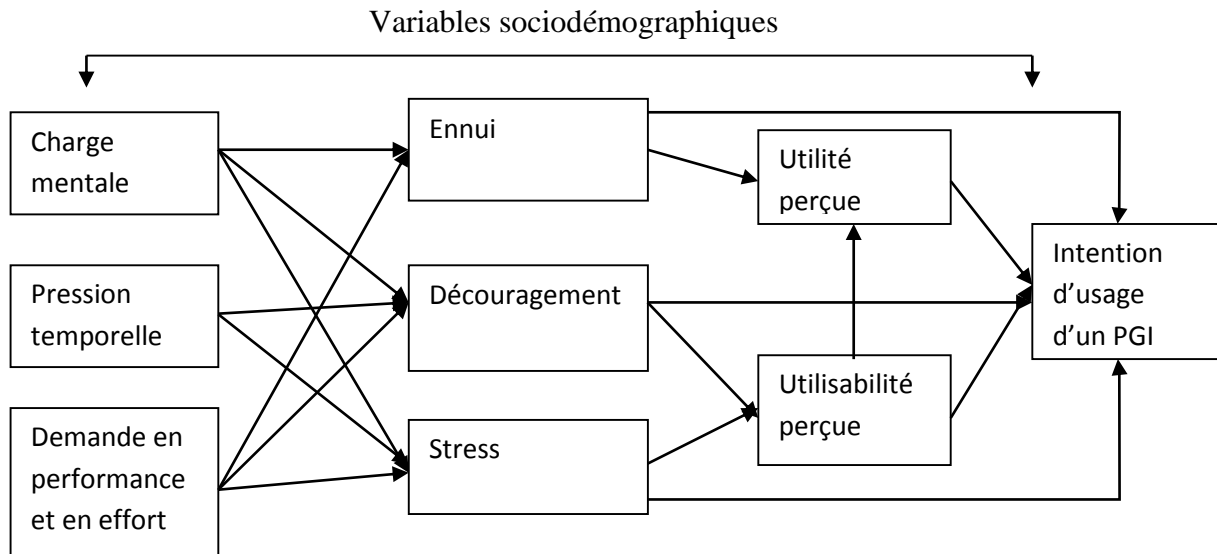 Variables sociodémographiques
Charge
mentale
Pression
temporelle
Demande en
performance
et en effort
Ennui
Découragement
Stress
Utilité
perçue
Utilisabilité
perçue
Intention
d’usage
d’un PGI